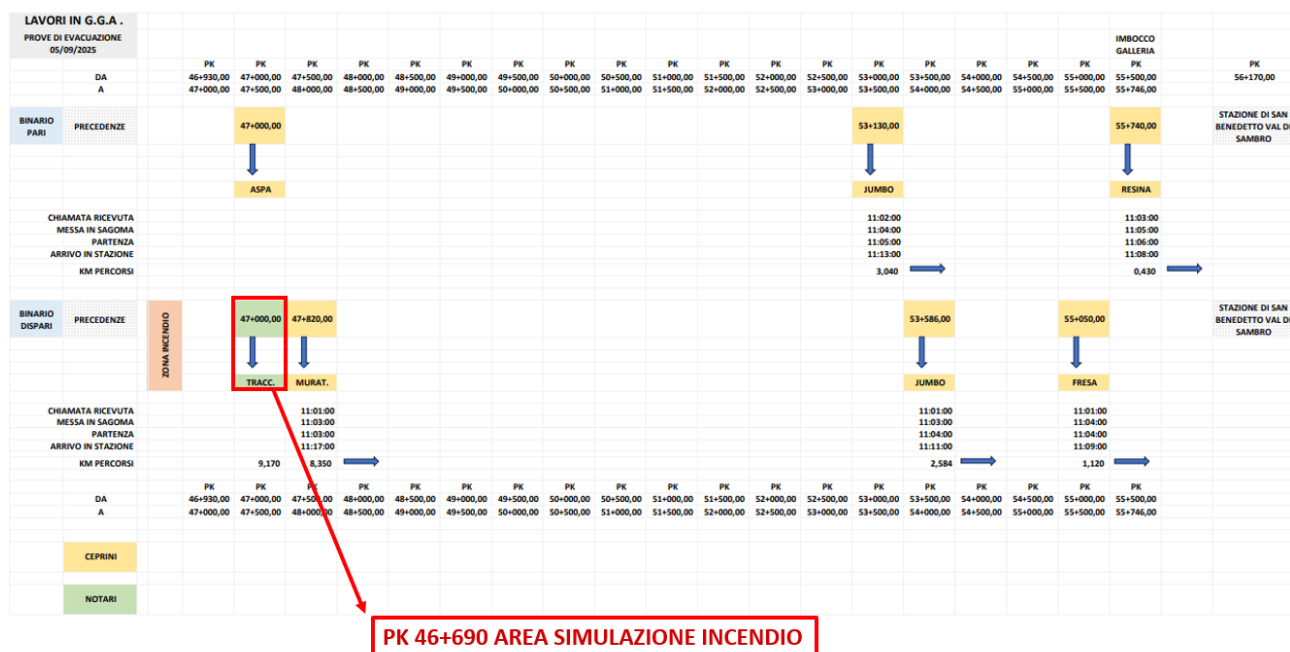 LAVORI IN G.G.A .
PROVE DI EVACUAZIONE
05/09/2025
IMBOCCO
GALLERIA
PK PK PK PK PK PK PK PK PK PK PK PK PK PK PK PK PK PK PK PK
DA 46+930,00 47+000,00 47+500,00 48+000,00 48+500,00 49+000,00 49+500,00 50+000,00 50+500,00 51+000,00 51+500,00 52+000,00 52+500,00 53+000,00 53+500,00 54+000,00 54+500,00 55+000,00 55+500,00 56+170,00
A 47+000,00 47+500,00 48+000,00 48+500,00 49+000,00 49+500,00 50+000,00 50+500,00 51+000,00 51+500,00 52+000,00 52+500,00 53+000,00 53+500,00 54+000,00 54+500,00 55+000,00 55+500,00 55+746,00
BINARIO
PARI
PRECEDENZE
47+000,00 53+130,00 55+740,00
STAZIONE DI SAN
BENEDETTO VAL DI
SAMBRO
ASPA JUMBO RESINA
CHIAMATA RICEVUTA 11:02:00 11:03:00
MESSA IN SAGOMA 11:04:00 11:05:00
PARTENZA 11:05:00 11:06:00
ARRIVO IN STAZIONE 11:13:00 11:08:00
KM PERCORSI 3,040 0,430
BINARIO
DISPARI
PRECEDENZE
ZONA INCENDIO
47+000,00 47+820,00 53+586,00 55+050,00
STAZIONE DI SAN
BENEDETTO VAL DI
SAMBRO
TRACC. MURAT. JUMBO FRESA
CHIAMATA RICEVUTA 11:01:00 11:01:00 11:01:00
MESSA IN SAGOMA 11:03:00 11:03:00 11:04:00
PARTENZA 11:03:00 11:04:00 11:04:00
ARRIVO IN STAZIONE 11:17:00 11:11:00 11:09:00
KM PERCORSI 9,170 8,350 2,584 1,120
PK PK PK PK PK PK PK PK PK PK PK PK PK PK PK PK PK PK PK
DA 46+930,00 47+000,00 47+500,00 48+000,00 48+500,00 49+000,00 49+500,00 50+000,00 50+500,00 51+000,00 51+500,00 52+000,00 52+500,00 53+000,00 53+500,00 54+000,00 54+500,00 55+000,00 55+500,00
A 47+000,00 47+500,00 48+000,00 48+500,00 49+000,00 49+500,00 50+000,00 50+500,00 51+000,00 51+500,00 52+000,00 52+500,00 53+000,00 53+500,00 54+000,00 54+500,00 55+000,00 55+500,00 55+746,00
CEPRINI
NOTARI
PK 46+690 AREA SIMULAZIONE INCENDIO